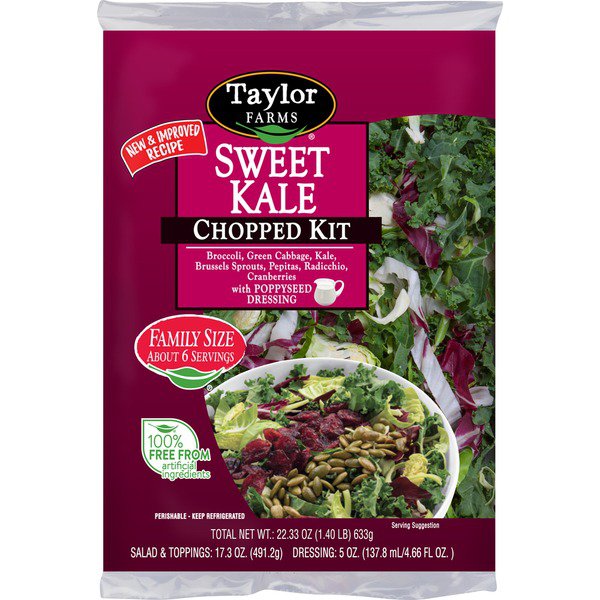 Taylor
FARMS®
NEW & IMPROVED
RECIPE
SWEET
KALE
CHOPPED KIT
Broccoli, Green Cabbage, Kale,
Brussels Sprouts, Pepitas, Radicchio,
Cranberries
with POPPYSEED
DRESSING
FAMILY SIZE
ABOUT 6 SERVINGS
®
100%
FREE FROM
artificial
ingredients
PERISHABLE - KEEP REFRIGERATED
Serving Suggestion
TOTAL NET WT.: 22.33 OZ (1.40 LB) 633g
SALAD & TOPPINGS: 17.3 OZ. (491.2g) DRESSING: 5 OZ. (137.8 mL/4.66 FL OZ. )